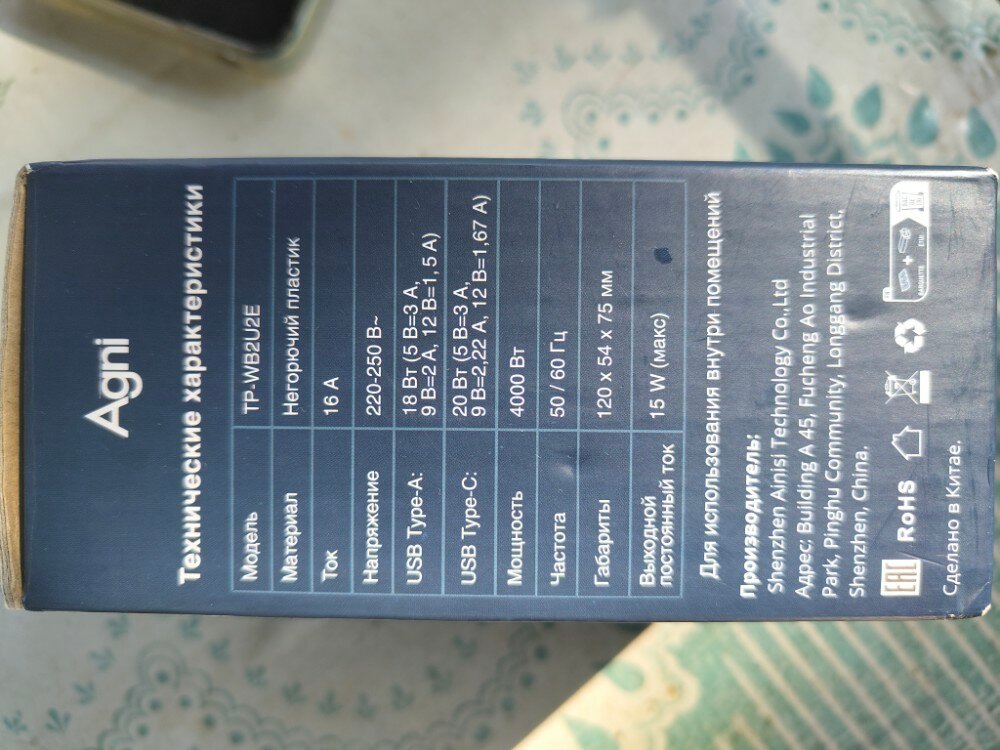 Agni
Технические характеристики
Модель TP-WB2U2E
Материал Негорючий пластик
Ток 16 А
Напряжение 220-250 В~
USB Type-A: 18 Вт (5 В=3 А,
9 В=2 А, 12 В=1, 5 А)
USB Type-C: 20 Вт (5 В=3 А,
9 В=2,22 А, 12 В=1,67 А)
Мощность 4000 Вт
Частота 50 / 60 Гц
Габариты 120 x 54 x 75 мм
Выходной
постоянный ток 15 W (макс)
Для использования внутри помещений
Производитель:
Shenzhen Ainisi Technology Co.,Ltd
Адрес: Building A 45, Fucheng Ao Industrial
Park, Pinghu Community, Longgang District,
Shenzhen, China.
EAC RoHS
Сделано в Китае.